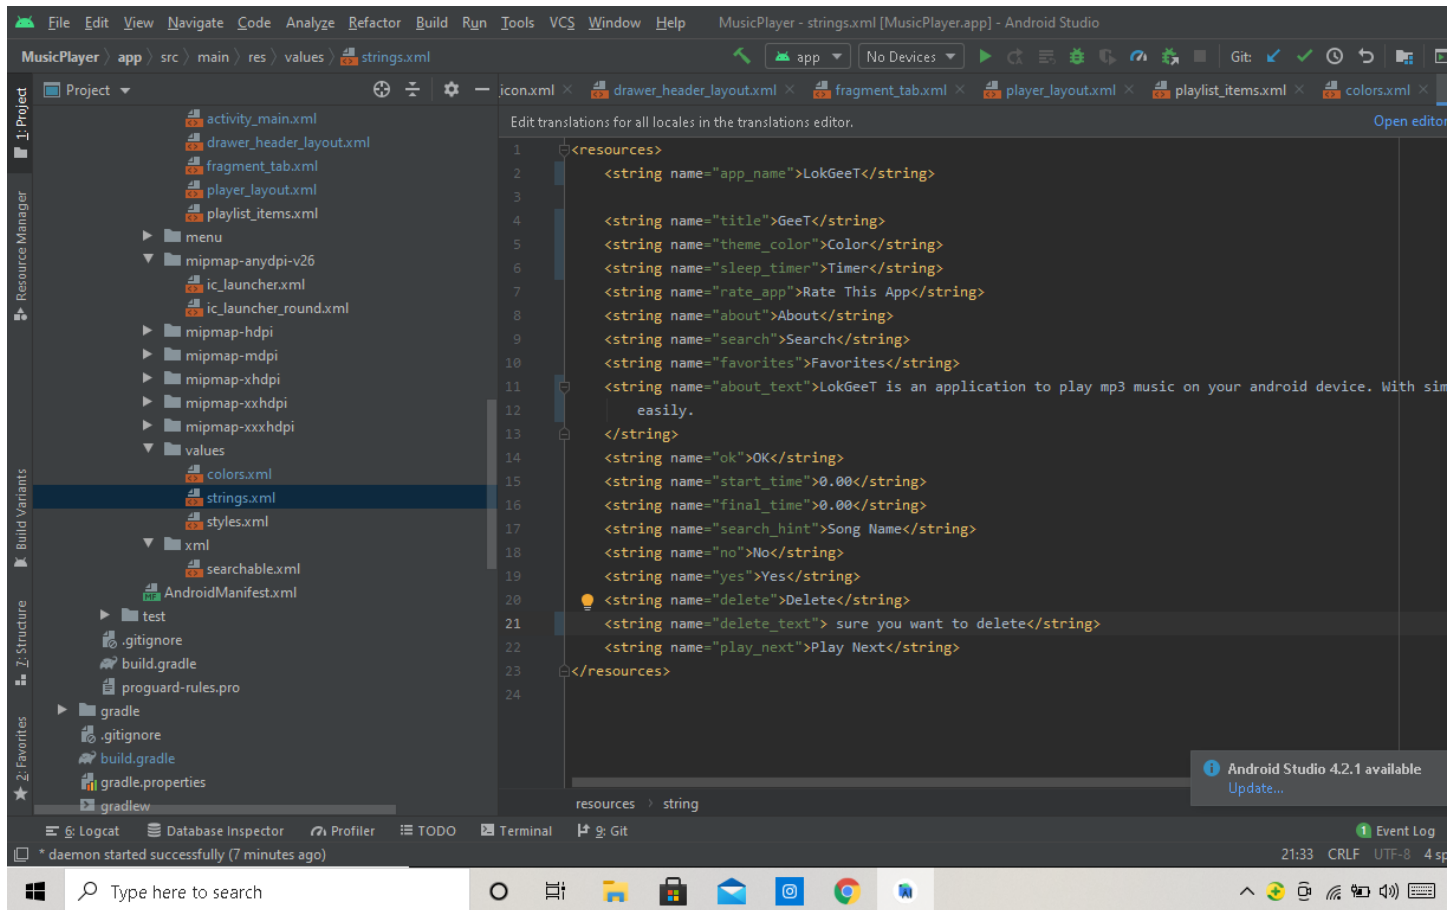 File Edit View Navigate Code Analyze Refactor Build Run Tools VCS Window Help MusicPlayer - strings.xml [MusicPlayer.app] - Android Studio
MusicPlayer app src main res values strings.xml app No Devices Git:
Project icon.xml drawer_header_layout.xml fragment_tab.xml player_layout.xml playlist_items.xml colors.xml
1: Project
Resource Manager
Build Variants
7: Structure
2: Favorites
activity_main.xml
drawer_header_layout.xml
fragment_tab.xml
player_layout.xml
playlist_items.xml
menu
mipmap-anydpi-v26
ic_launcher.xml
ic_launcher_round.xml
mipmap-hdpi
mipmap-mdpi
mipmap-xhdpi
mipmap-xxhdpi
mipmap-xxxhdpi
values
colors.xml
strings.xml
styles.xml
xml
searchable.xml
AndroidManifest.xml
test
.gitignore
build.gradle
proguard-rules.pro
gradle
.gitignore
build.gradle
gradle.properties
gradlew
Edit translations for all locales in the translations editor. Open editor
1 <resources>
2 <string name="app_name">LokGeeT</string>
3
4 <string name="title">GeeT</string>
5 <string name="theme_color">Color</string>
6 <string name="sleep_timer">Timer</string>
7 <string name="rate_app">Rate This App</string>
8 <string name="about">About</string>
9 <string name="search">Search</string>
10 <string name="favorites">Favorites</string>
11 <string name="about_text">LokGeeT is an application to play mp3 music on your android device. With sim
12 easily.
13 </string>
14 <string name="ok">OK</string>
15 <string name="start_time">0.00</string>
16 <string name="final_time">0.00</string>
17 <string name="search_hint">Song Name</string>
18 <string name="no">No</string>
19 <string name="yes">Yes</string>
20 <string name="delete">Delete</string>
21 <string name="delete_text"> sure you want to delete</string>
22 <string name="play_next">Play Next</string>
23 </resources>
24
Android Studio 4.2.1 available
Update...
resources string
6: Logcat Database Inspector Profiler TODO Terminal 9: Git 1 Event Log
* daemon started successfully (7 minutes ago) 21:33 CRLF UTF-8 4 sp
Type here to search